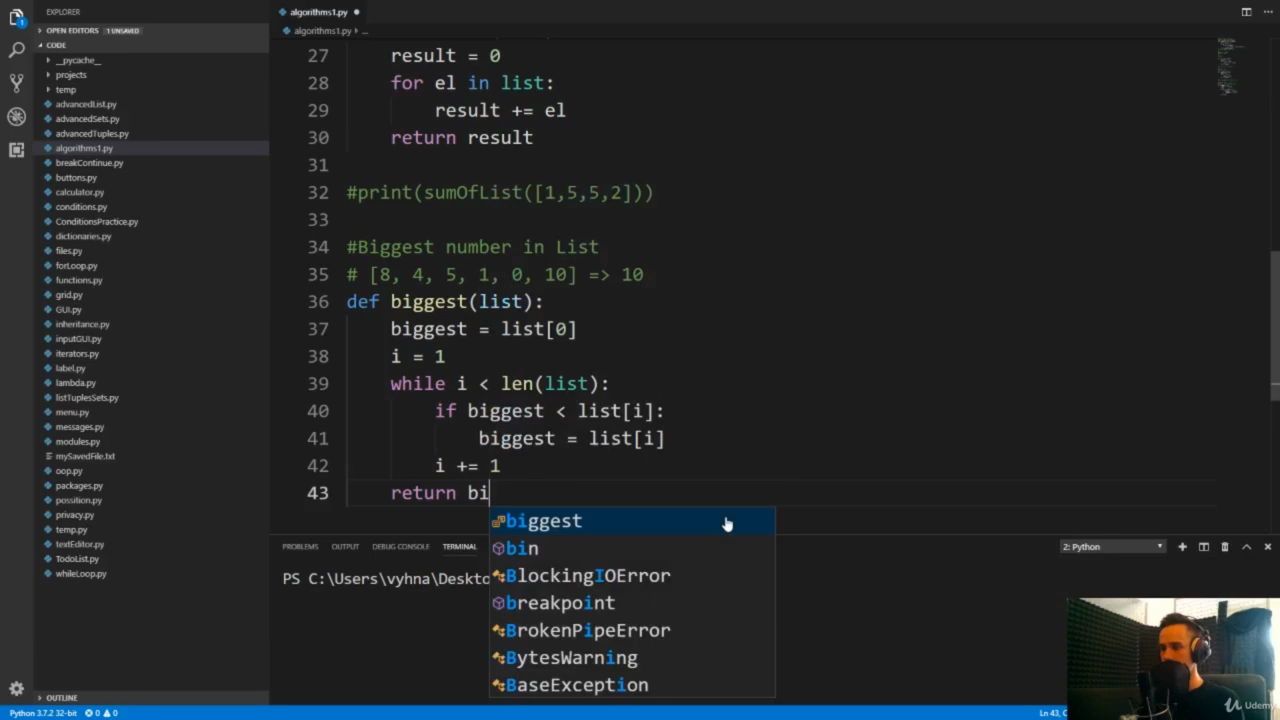 EXPLORER
OPEN EDITORS 1 UNSAVED
CODE
__pycache__
projects
temp
advancedList.py
advancedSets.py
advancedTuples.py
algorithms1.py
breakContinue.py
buttons.py
calculator.py
conditions.py
ConditionsPractice.py
dictionaries.py
files.py
forLoop.py
functions.py
grid.py
GUI.py
inheritance.py
inputGUI.py
iterators.py
label.py
lambda.py
listTuplesSets.py
menu.py
messages.py
modules.py
mySavedFile.txt
oop.py
packages.py
possition.py
privacy.py
temp.py
textEditor.py
TodoList.py
whileLoop.py
OUTLINE
algorithms1.py
algorithms1.py ...
27 result = 0
28 for el in list:
29 result += el
30 return result
31
32 #print(sumOfList([1,5,5,2]))
33
34 #Biggest number in List
35 # [8, 4, 5, 1, 0, 10] => 10
36 def biggest(list):
37 biggest = list[0]
38 i = 1
39 while i < len(list):
40 if biggest < list[i]:
41 biggest = list[i]
42 i += 1
43 return bi
biggest
bin
BlockingIOError
breakpoint
BrokenPipeError
BytesWarning
BaseException
PROBLEMS OUTPUT DEBUG CONSOLE TERMINAL 2: Python
PS C:\Users\vyhna\Deskto
Python 3.7.2 32-bit 0 0 Ln 43, C
Udemy